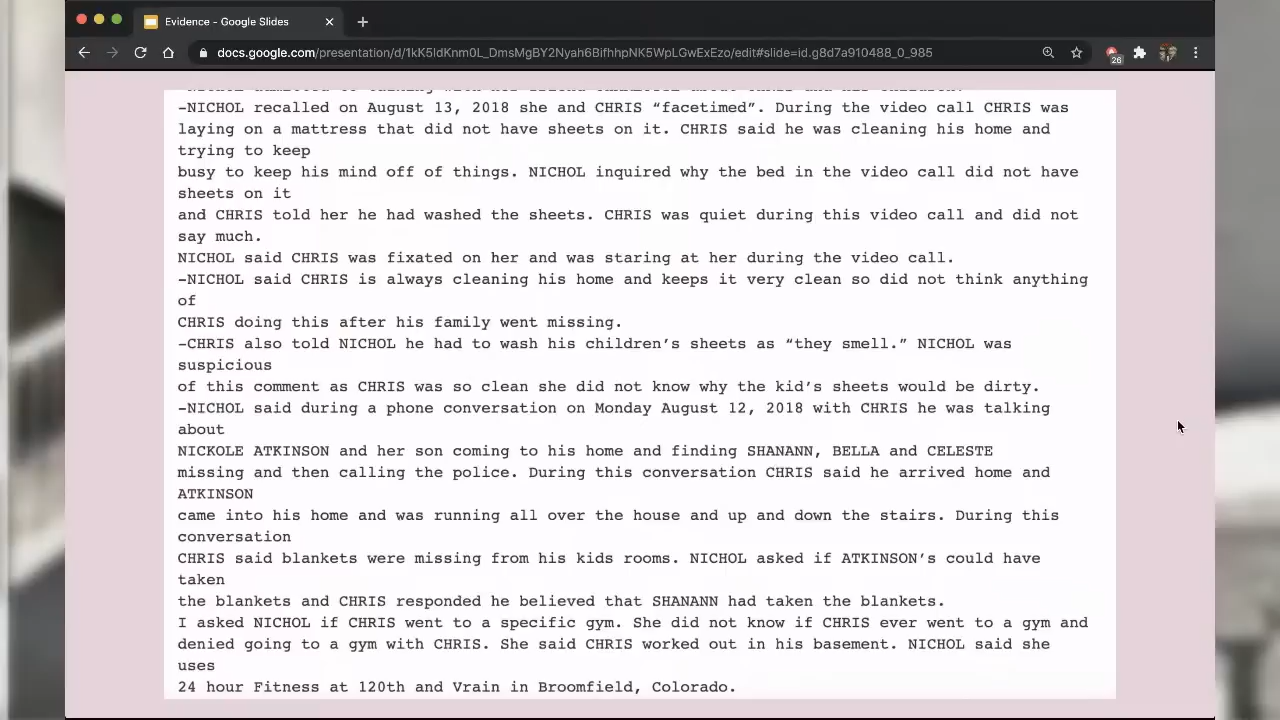 Evidence - Google Slides
docs.google.com/presentation/d/1kK5ldKnm0L_DmsMgBY2Nyah6BifhhpNK5WpLGwExEzo/edit#slide=id.g8d7a910488_0_985
26
-NICHOL recalled on August 13, 2018 she and CHRIS “facetimed”. During the video call CHRIS was
laying on a mattress that did not have sheets on it. CHRIS said he was cleaning his home and
trying to keep
busy to keep his mind off of things. NICHOL inquired why the bed in the video call did not have
sheets on it
and CHRIS told her he had washed the sheets. CHRIS was quiet during this video call and did not
say much.
NICHOL said CHRIS was fixated on her and was staring at her during the video call.
-NICHOL said CHRIS is always cleaning his home and keeps it very clean so did not think anything
of
CHRIS doing this after his family went missing.
-CHRIS also told NICHOL he had to wash his children’s sheets as “they smell.” NICHOL was
suspicious
of this comment as CHRIS was so clean she did not know why the kid’s sheets would be dirty.
-NICHOL said during a phone conversation on Monday August 12, 2018 with CHRIS he was talking
about
NICKOLE ATKINSON and her son coming to his home and finding SHANANN, BELLA and CELESTE
missing and then calling the police. During this conversation CHRIS said he arrived home and
ATKINSON
came into his home and was running all over the house and up and down the stairs. During this
conversation
CHRIS said blankets were missing from his kids rooms. NICHOL asked if ATKINSON’s could have
taken
the blankets and CHRIS responded he believed that SHANANN had taken the blankets.
I asked NICHOL if CHRIS went to a specific gym. She did not know if CHRIS ever went to a gym and
denied going to a gym with CHRIS. She said CHRIS worked out in his basement. NICHOL said she
uses
24 hour Fitness at 120th and Vrain in Broomfield, Colorado.